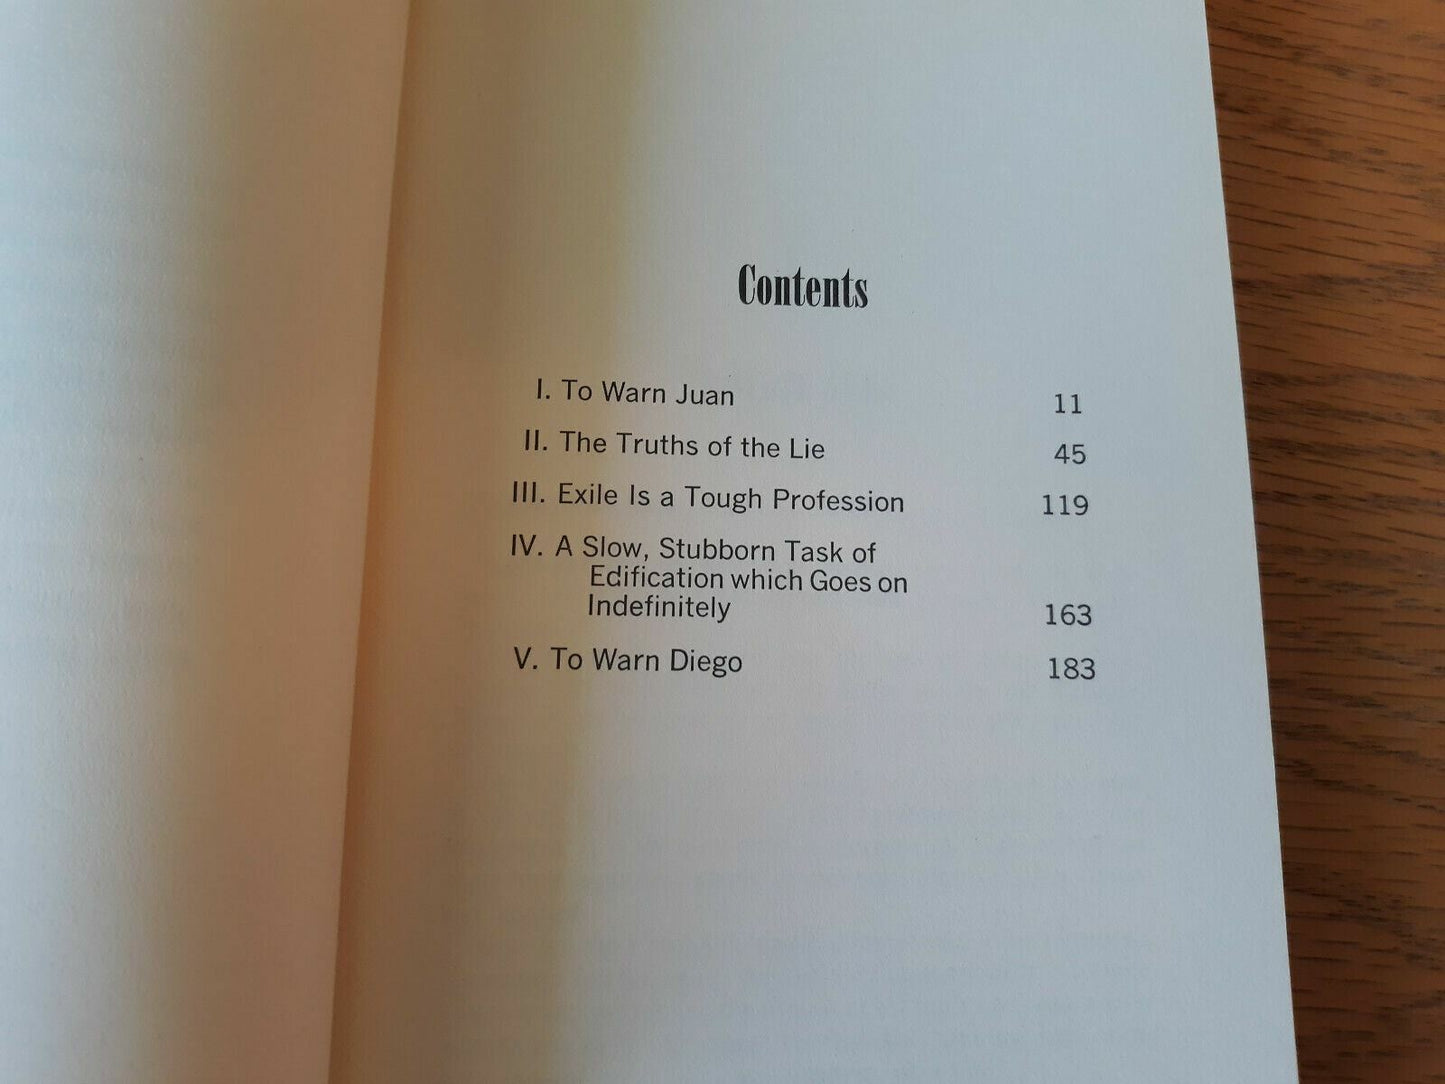 Contents
I. To Warn Juan 11
II. The Truths of the Lie 45
III. Exile Is a Tough Profession 119
IV. A Slow, Stubborn Task of
Edification which Goes on
Indefinitely 163
V. To Warn Diego 183